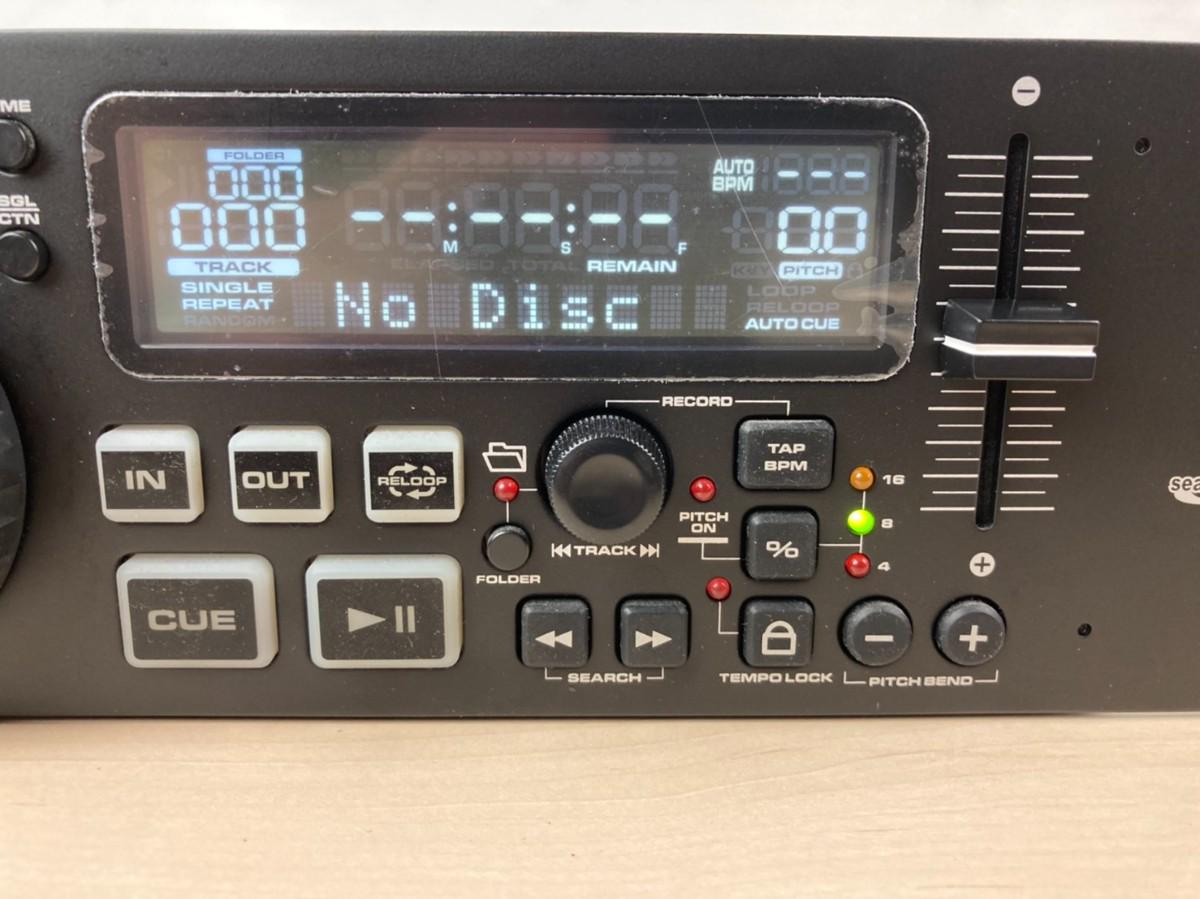 ME
SGL
CTN
FOLDER
000
000
TRACK
SINGLE
REPEAT
RANDOM
--:--:--
M S F
ELAPSED TOTAL REMAIN
No Disc
AUTO
BPM
---
0.0
KEY PITCH
LOOP
RELOOP
AUTO CUE
IN
OUT
RELOOP
CUE
FOLDER
RECORD
TRACK
TAP
BPM
PITCH
ON
%
16
8
4
SEARCH
TEMPO LOCK
PITCH BEND
− +
− +
sea